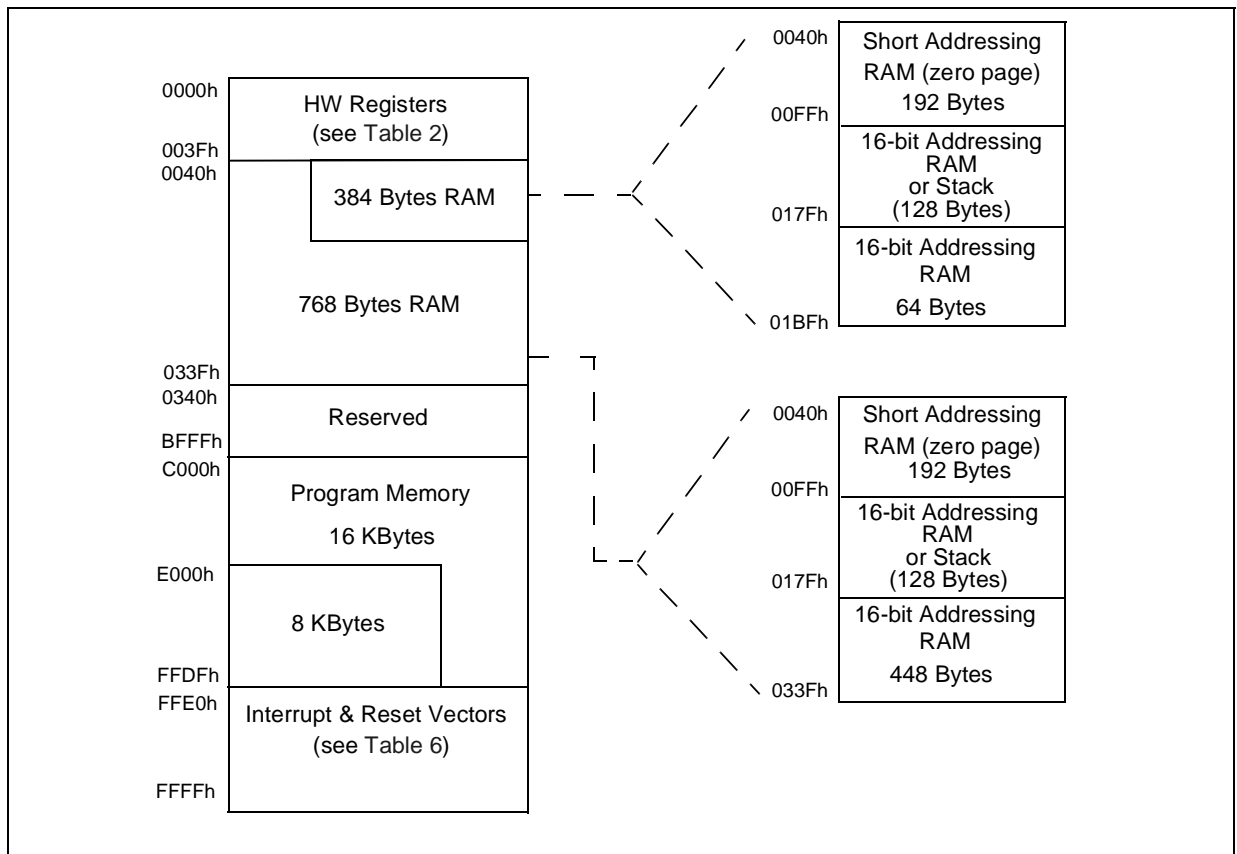 0000h
HW Registers
(see Table 2)
003Fh
0040h
384 Bytes RAM
768 Bytes RAM
033Fh
0340h
Reserved
BFFFh
C000h
Program Memory
16 KBytes
E000h
8 KBytes
FFDFh
FFE0h
Interrupt & Reset Vectors
(see Table 6)
FFFFh
0040h
Short Addressing
RAM (zero page)
192 Bytes
00FFh
16-bit Addressing
RAM
or Stack
(128 Bytes)
017Fh
16-bit Addressing
RAM
64 Bytes
01BFh
0040h
Short Addressing
RAM (zero page)
192 Bytes
00FFh
16-bit Addressing
RAM
or Stack
(128 Bytes)
017Fh
16-bit Addressing
RAM
448 Bytes
033Fh